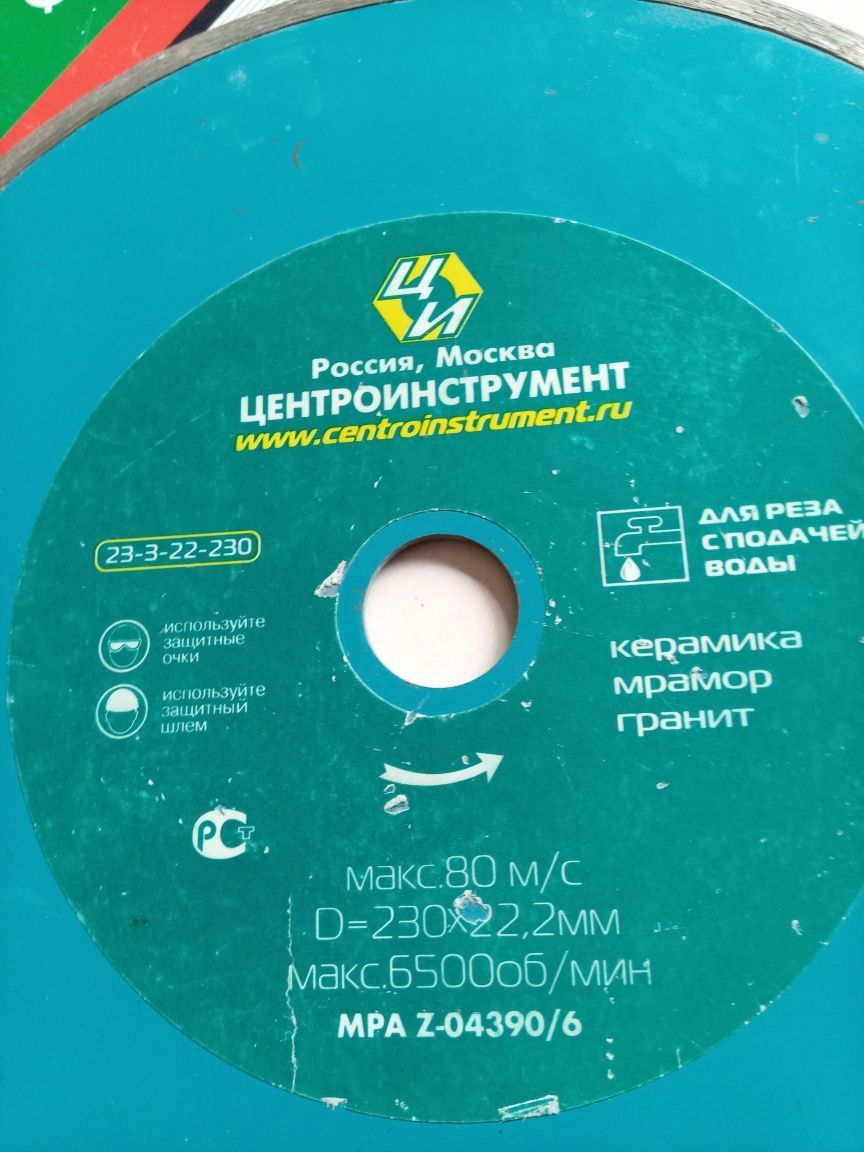 ЦИ
Россия, Москва
ЦЕНТРОИНСТРУМЕНТ
www.centroinstrument.ru
23-3-22-230
ДЛЯ РЕЗА
С ПОДАЧЕЙ
ВОДЫ
используйте
защитные
очки
используйте
защитный
шлем
керамика
мрамор
гранит
РСТ
макс.80 м/с
D=230x22,2мм
макс.6500об/мин
MPA Z-04390/6